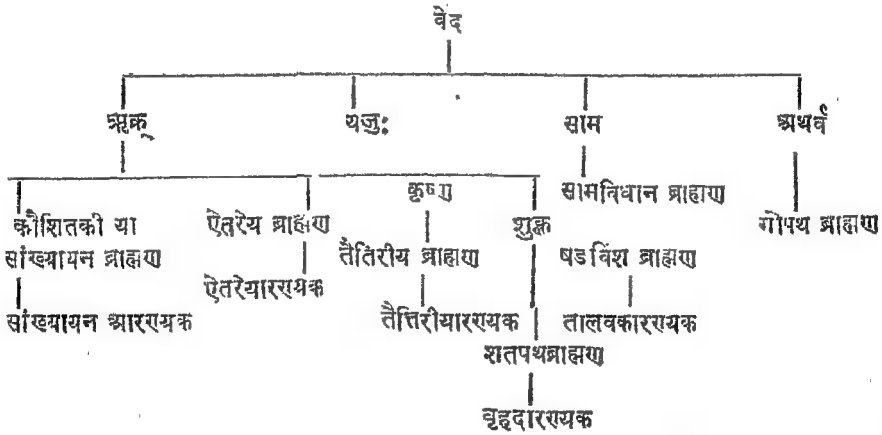 वेद
ऋक् यजुः साम अथर्व
कृष्ण सामविधान ब्राह्मण
कौशितकी या ऐतरेय ब्राह्मण शुक्ल गोपथ ब्राह्मण
सांख्यायन ब्राह्मण तैतिरीय ब्राह्मण षडविंश ब्राह्मण
ऐतरेयारण्यक
सांख्यायन आरण्यक तैत्तिरीयारण्यक तालवकारण्यक
शतपथब्राह्मण
वृहदारण्यक